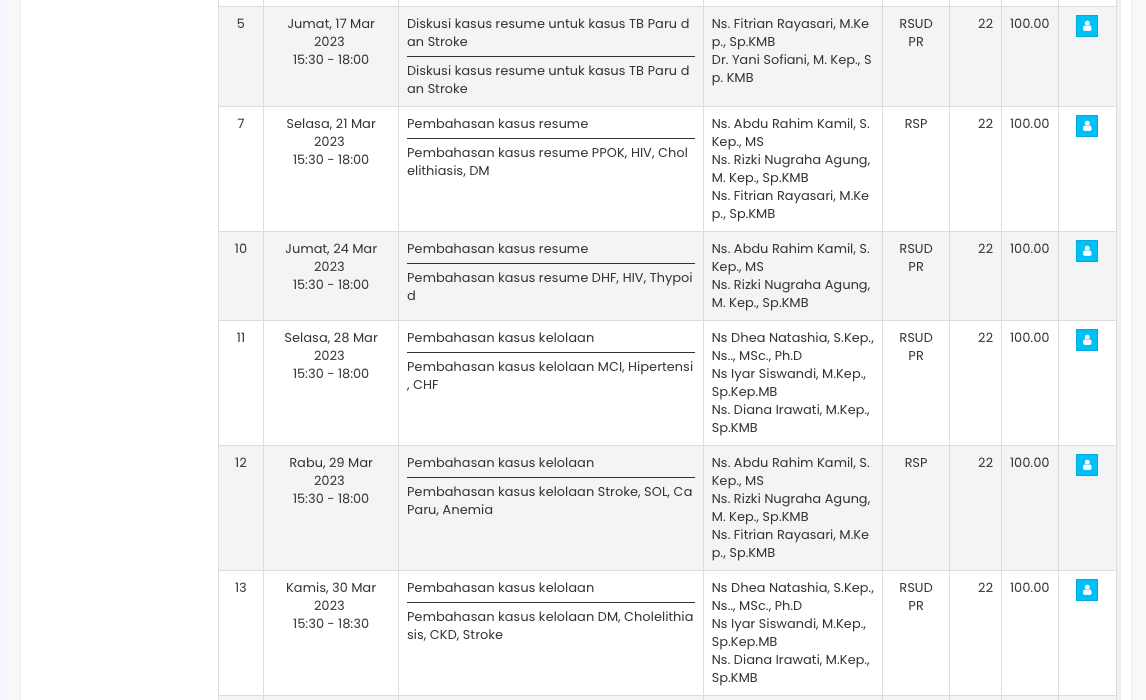 5
Jumat, 17 Mar
2023
15:30 - 18:00
Diskusi kasus resume untuk kasus TB Paru d
an Stroke
Diskusi kasus resume untuk kasus TB Paru d
an Stroke
Ns. Fitrian Rayasari, M.Ke
p., Sp.KMB
Dr. Yani Sofiani, M. Kep., S
p. KMB
RSUD
PR
22
100.00
7
Selasa, 21 Mar
2023
15:30 - 18:00
Pembahasan kasus resume
Pembahasan kasus resume PPOK, HIV, Chol
elithiasis, DM
Ns. Abdu Rahim Kamil, S.
Kep., MS
Ns. Rizki Nugraha Agung,
M. Kep., Sp.KMB
Ns. Fitrian Rayasari, M.Ke
p., Sp.KMB
RSP
22
100.00
10
Jumat, 24 Mar
2023
15:30 - 18:00
Pembahasan kasus resume
Pembahasan kasus resume DHF, HIV, Thypoi
d
Ns. Abdu Rahim Kamil, S.
Kep., MS
Ns. Rizki Nugraha Agung,
M. Kep., Sp.KMB
RSUD
PR
22
100.00
11
Selasa, 28 Mar
2023
15:30 - 18:00
Pembahasan kasus kelolaan
Pembahasan kasus kelolaan MCI, Hipertensi
, CHF
Ns Dhea Natashia, S.Kep.,
Ns.., MSc., Ph.D
Ns Iyar Siswandi, M.Kep.,
Sp.Kep.MB
Ns. Diana Irawati, M.Kep.,
Sp.KMB
RSUD
PR
22
100.00
12
Rabu, 29 Mar
2023
15:30 - 18:00
Pembahasan kasus kelolaan
Pembahasan kasus kelolaan Stroke, SOL, Ca
Paru, Anemia
Ns. Abdu Rahim Kamil, S.
Kep., MS
Ns. Rizki Nugraha Agung,
M. Kep., Sp.KMB
Ns. Fitrian Rayasari, M.Ke
p., Sp.KMB
RSP
22
100.00
13
Kamis, 30 Mar
2023
15:30 - 18:30
Pembahasan kasus kelolaan
Pembahasan kasus kelolaan DM, Cholelithia
sis, CKD, Stroke
Ns Dhea Natashia, S.Kep.,
Ns.., MSc., Ph.D
Ns Iyar Siswandi, M.Kep.,
Sp.Kep.MB
Ns. Diana Irawati, M.Kep.,
Sp.KMB
RSUD
PR
22
100.00